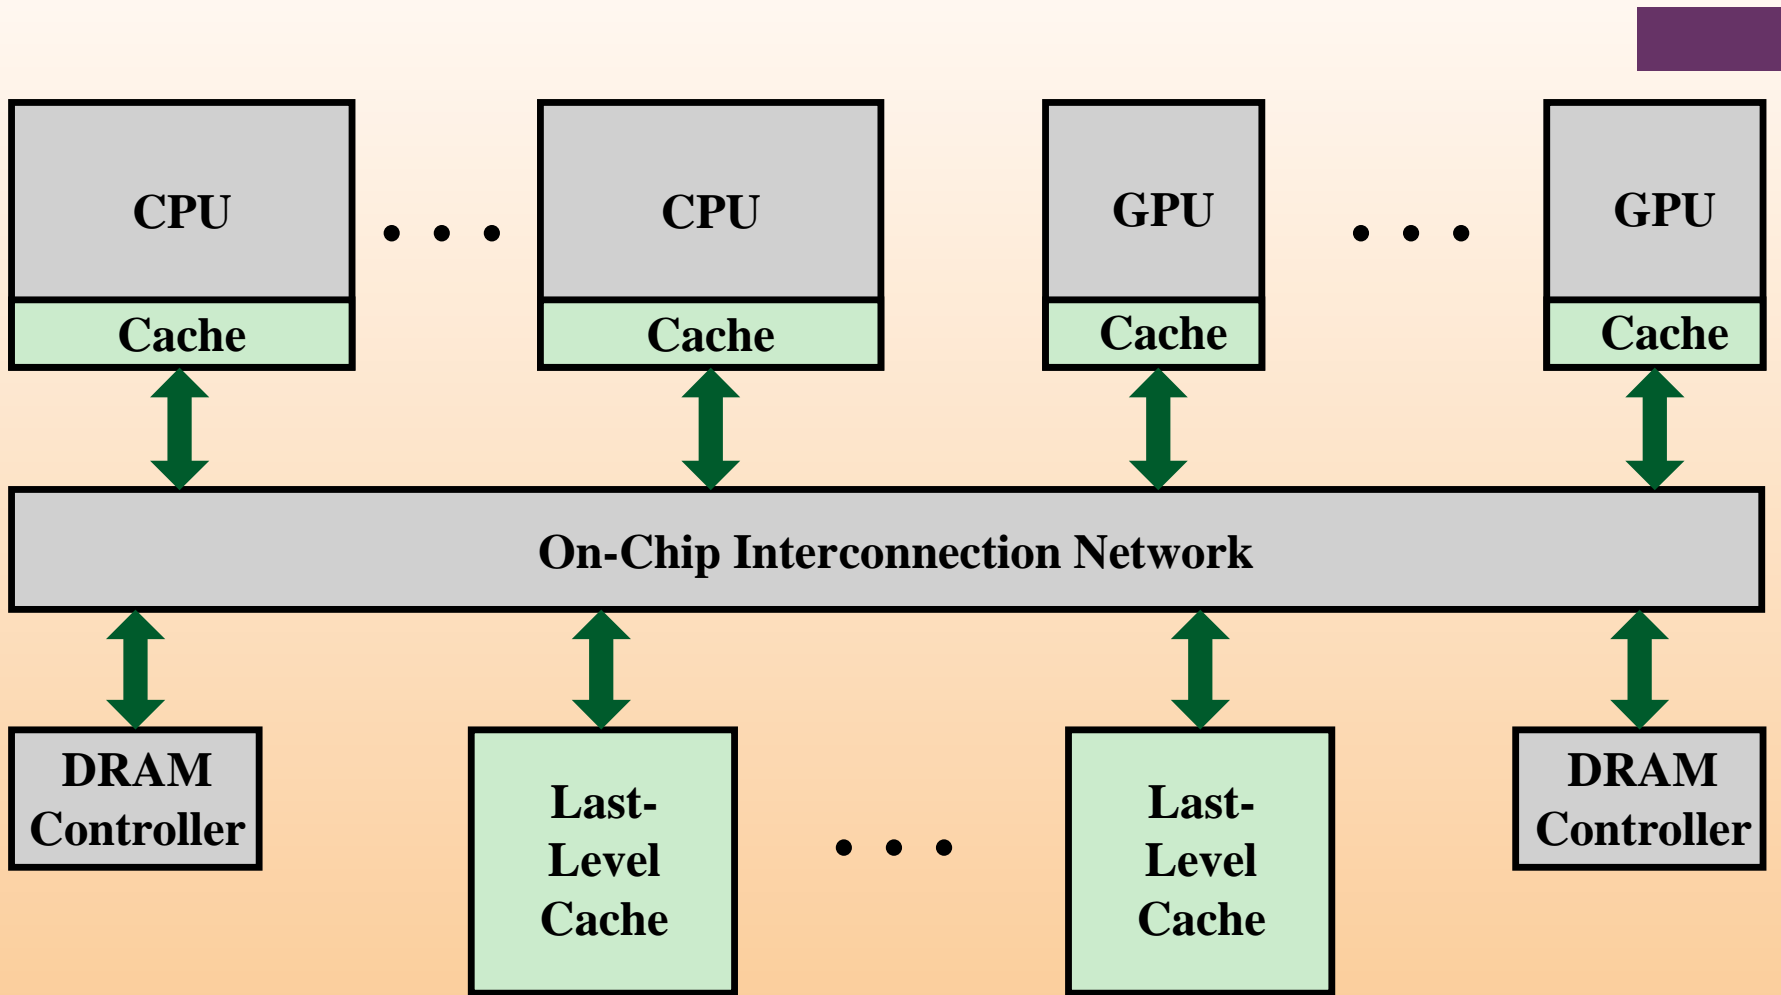 CPU
Cache
CPU
Cache
GPU
Cache
GPU
Cache
On-Chip Interconnection Network
DRAM
Controller
Last-
Level
Cache
Last-
Level
Cache
DRAM
Controller